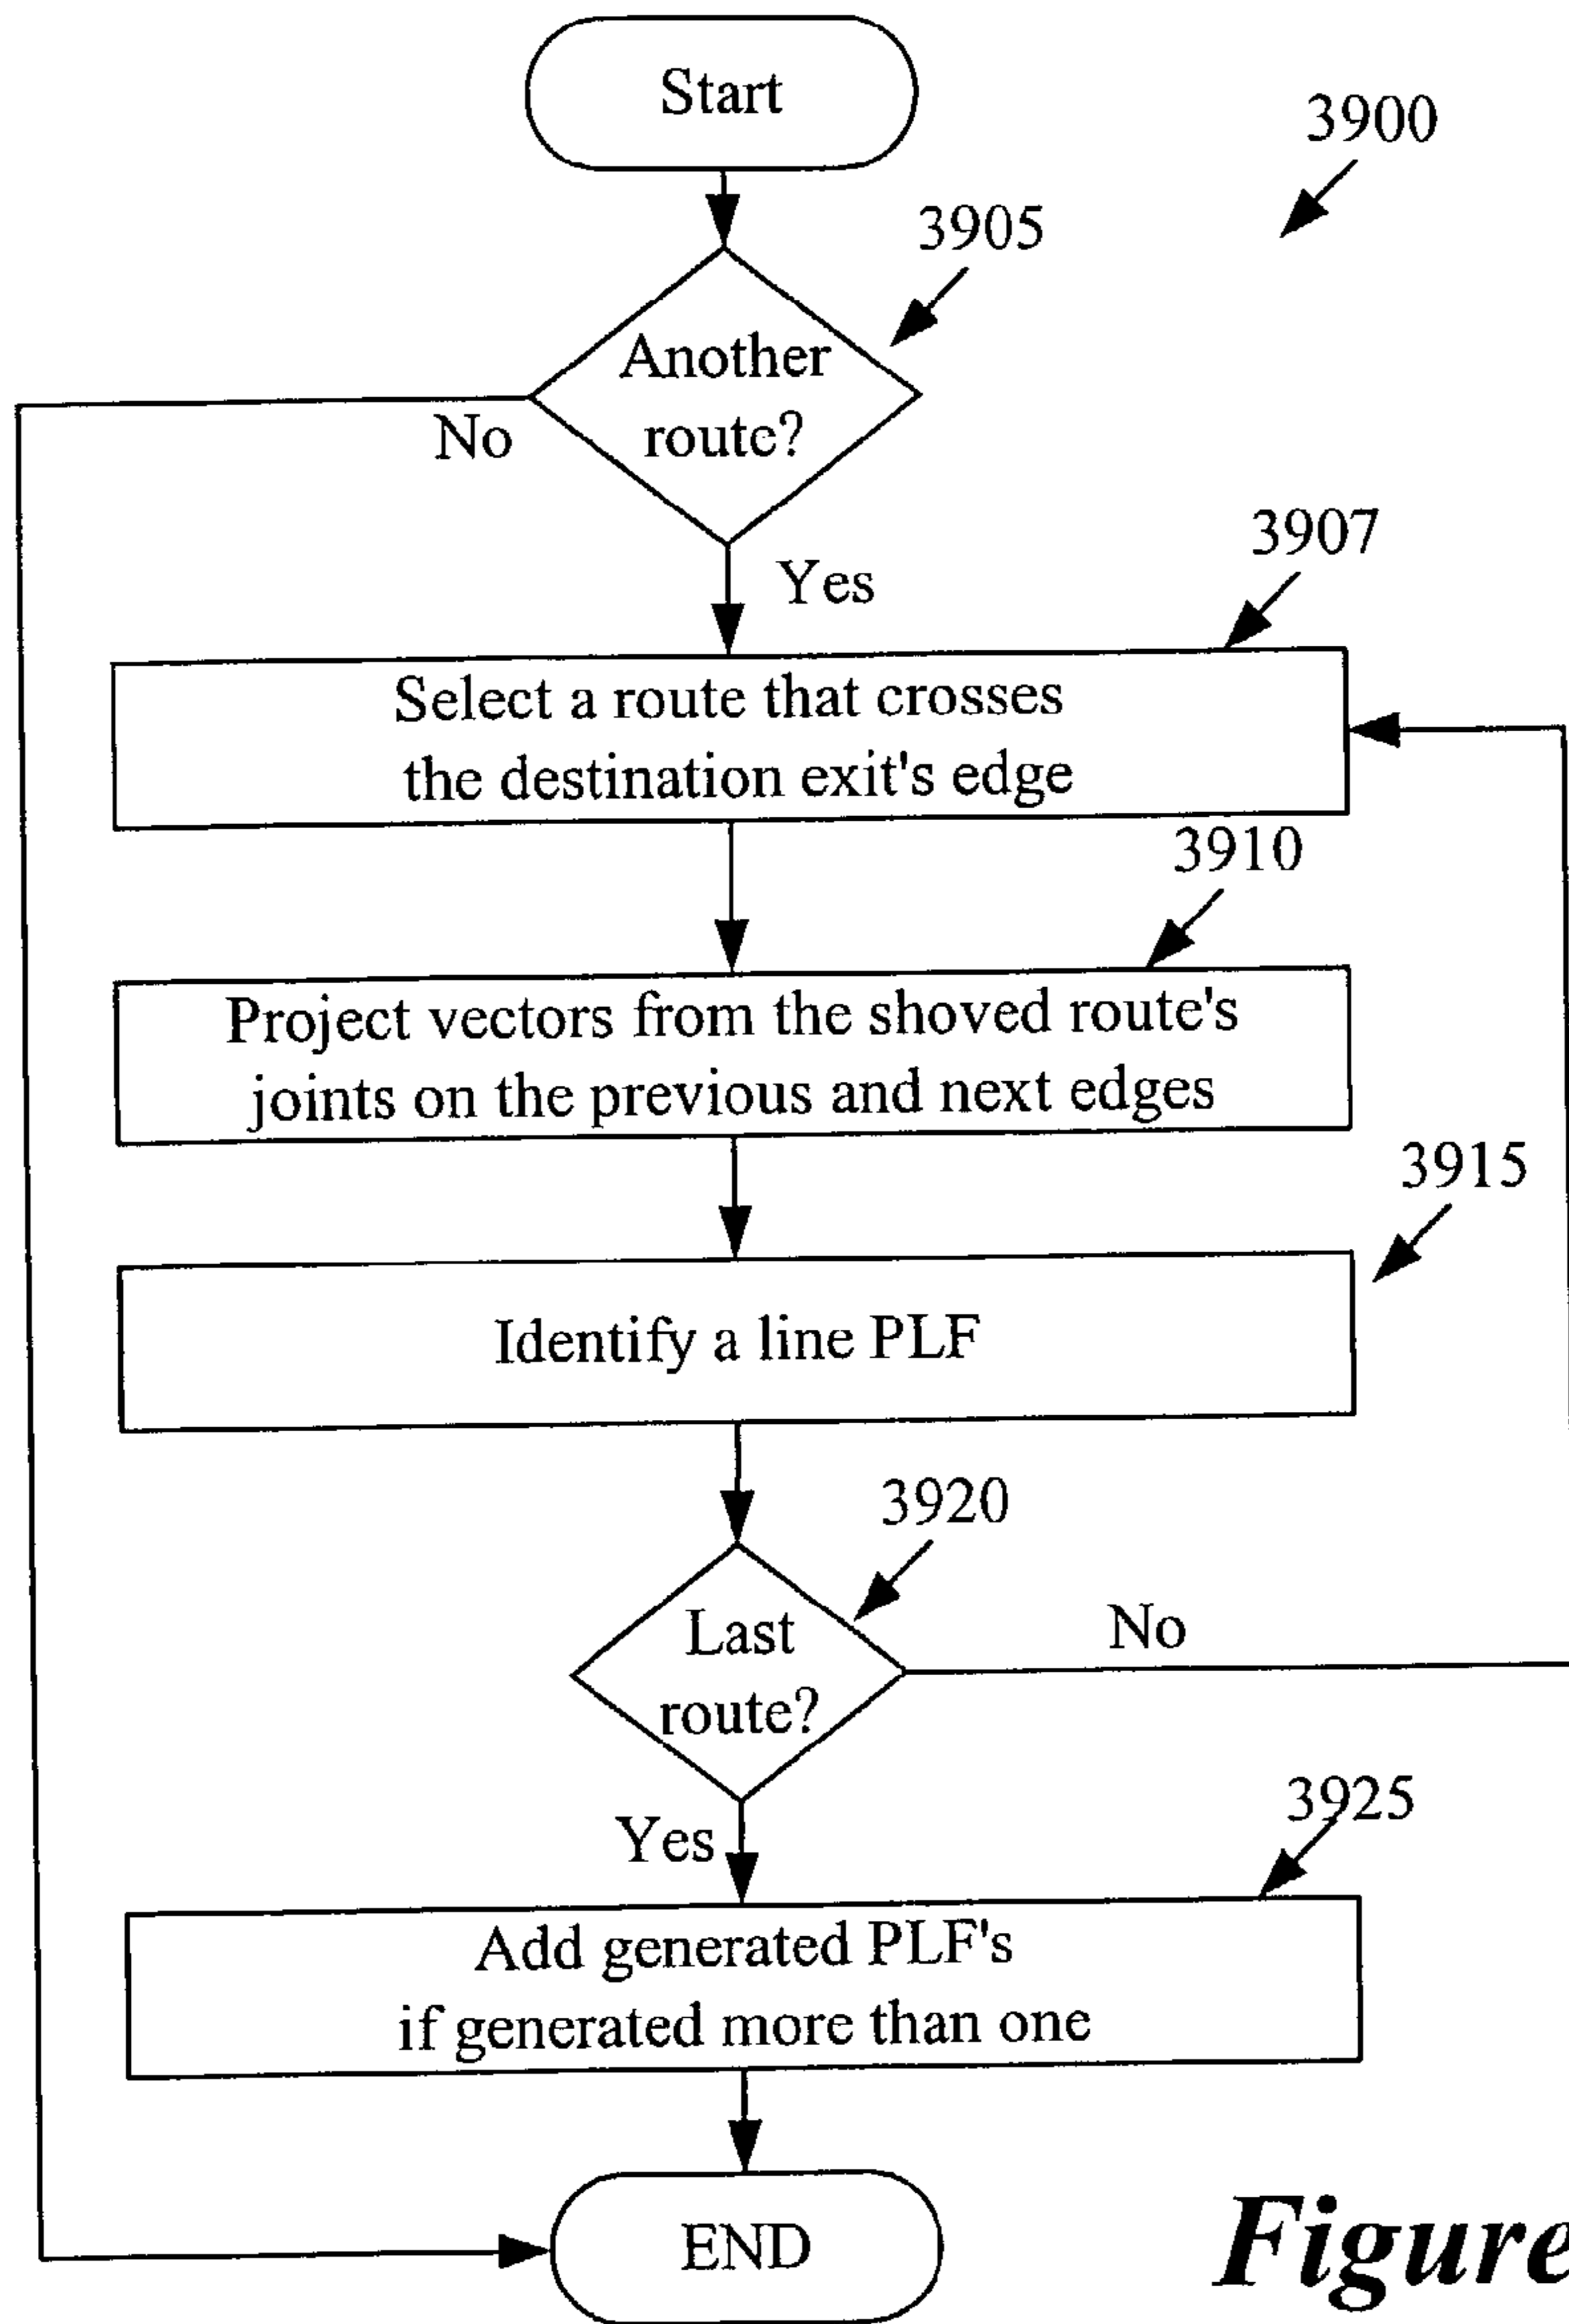 Start
3900
3905
Another
route?
No
Yes
3907
Select a route that crosses
the destination exit's edge
3910
Project vectors from the shoved route's
joints on the previous and next edges
3915
Identify a line PLF
3920
Last
route?
No
Yes
3925
Add generated PLF's
if generated more than one
END
Figure